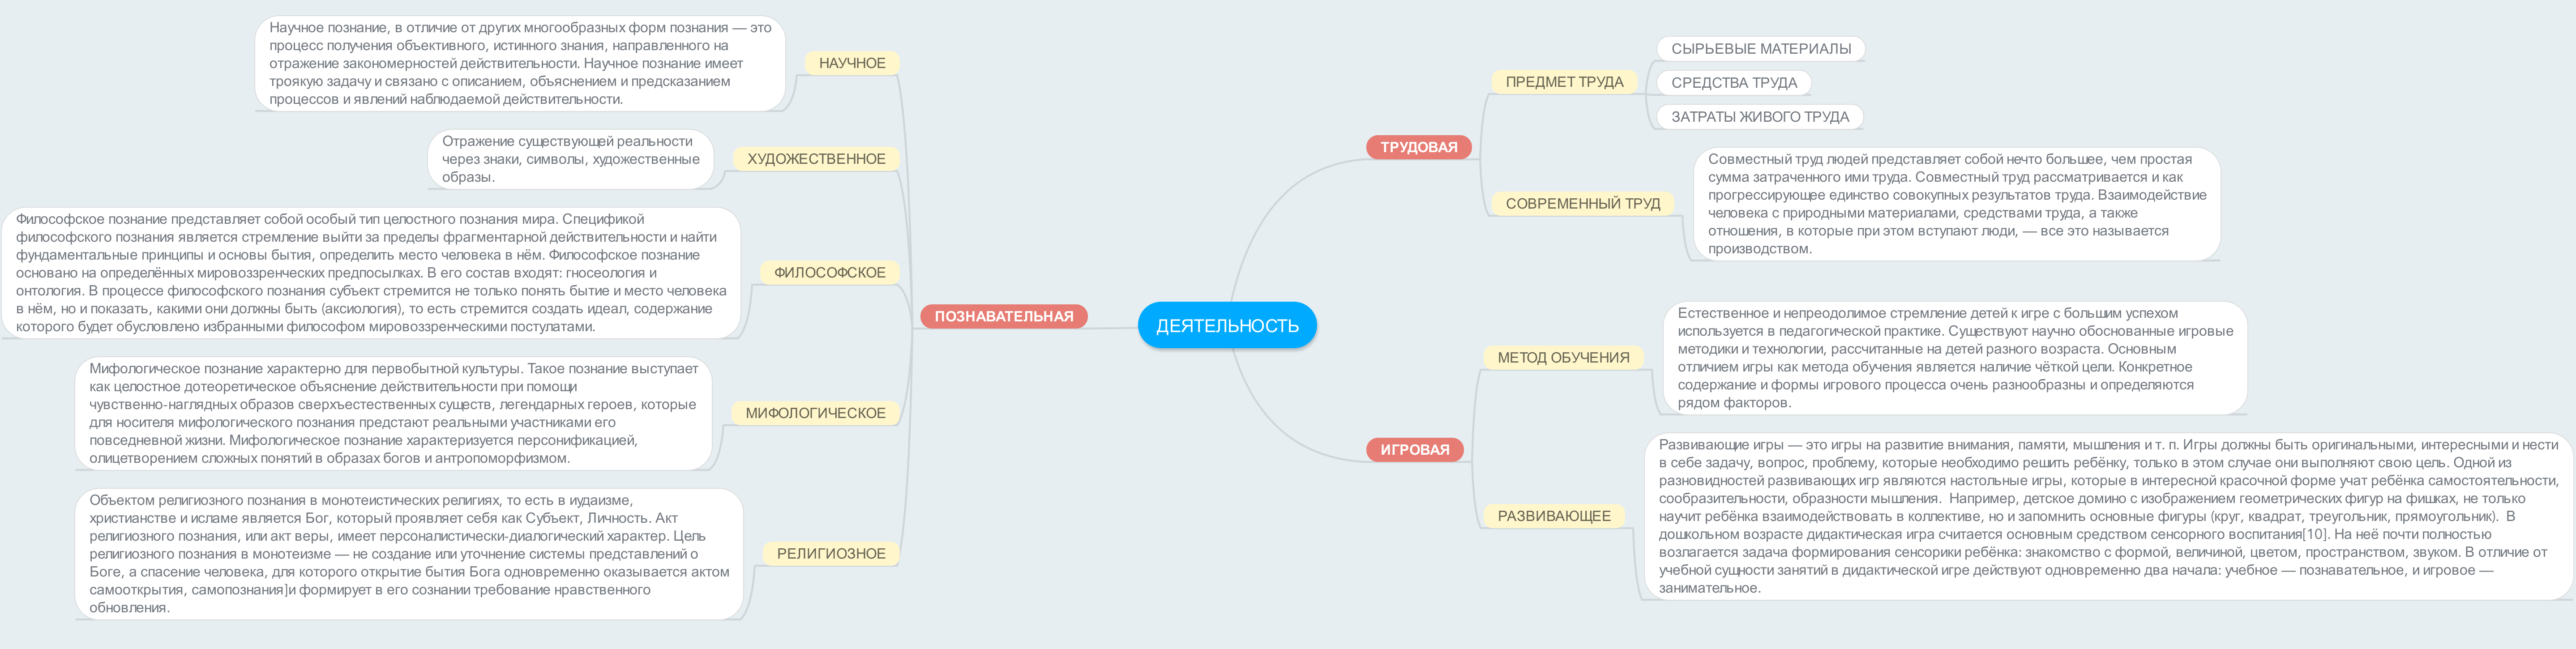 ДЕЯТЕЛЬНОСТЬ
ПОЗНАВАТЕЛЬНАЯ
НАУЧНОЕ
Научное познание, в отличие от других многообразных форм познания — это
процесс получения объективного, истинного знания, направленного на
отражение закономерностей действительности. Научное познание имеет
троякую задачу и связано с описанием, объяснением и предсказанием
процессов и явлений наблюдаемой действительности.
ХУДОЖЕСТВЕННОЕ
Отражение существующей реальности
через знаки, символы, художественные
образы.
ФИЛОСОФСКОЕ
Философское познание представляет собой особый тип целостного познания мира. Спецификой
философского познания является стремление выйти за пределы фрагментарной действительности и найти
фундаментальные принципы и основы бытия, определить место человека в нём. Философское познание
основано на определённых мировоззренческих предпосылках. В его состав входят: гносеология и
онтология. В процессе философского познания субъект стремится не только понять бытие и место человека
в нём, но и показать, какими они должны быть (аксиология), то есть стремится создать идеал, содержание
которого будет обусловлено избранными философом мировоззренческими постулатами.
МИФОЛОГИЧЕСКОЕ
Мифологическое познание характерно для первобытной культуры. Такое познание выступает
как целостное дотеоретическое объяснение действительности при помощи
чувственно-наглядных образов сверхъестественных существ, легендарных героев, которые
для носителя мифологического познания предстают реальными участниками его
повседневной жизни. Мифологическое познание характеризуется персонификацией,
олицетворением сложных понятий в образах богов и антропоморфизмом.
РЕЛИГИОЗНОЕ
Объектом религиозного познания в монотеистических религиях, то есть в иудаизме,
христианстве и исламе является Бог, который проявляет себя как Субъект, Личность. Акт
религиозного познания, или акт веры, имеет персоналистически-диалогический характер. Цель
религиозного познания в монотеизме — не создание или уточнение системы представлений о
Боге, а спасение человека, для которого открытие бытия Бога одновременно оказывается актом
самооткрытия, самопознания]и формирует в его сознании требование нравственного
обновления.
ТРУДОВАЯ
ПРЕДМЕТ ТРУДА
СЫРЬЕВЫЕ МАТЕРИАЛЫ
СРЕДСТВА ТРУДА
ЗАТРАТЫ ЖИВОГО ТРУДА
СОВРЕМЕННЫЙ ТРУД
Совместный труд людей представляет собой нечто большее, чем простая
сумма затраченного ими труда. Совместный труд рассматривается и как
прогрессирующее единство совокупных результатов труда. Взаимодействие
человека с природными материалами, средствами труда, а также
отношения, в которые при этом вступают люди, — все это называется
производством.
ИГРОВАЯ
МЕТОД ОБУЧЕНИЯ
Естественное и непреодолимое стремление детей к игре с большим успехом
используется в педагогической практике. Существуют научно обоснованные игровые
методики и технологии, рассчитанные на детей разного возраста. Основным
отличием игры как метода обучения является наличие чёткой цели. Конкретное
содержание и формы игрового процесса очень разнообразны и определяются
рядом факторов.
РАЗВИВАЮЩЕЕ
Развивающие игры — это игры на развитие внимания, памяти, мышления и т. п. Игры должны быть оригинальными, интересными и нести
в себе задачу, вопрос, проблему, которые необходимо решить ребёнку, только в этом случае они выполняют свою цель. Одной из
разновидностей развивающих игр являются настольные игры, которые в интересной красочной форме учат ребёнка самостоятельности,
сообразительности, образности мышления.  Например, детское домино с изображением геометрических фигур на фишках, не только
научит ребёнка взаимодействовать в коллективе, но и запомнить основные фигуры (круг, квадрат, треугольник, прямоугольник).  В
дошкольном возрасте дидактическая игра считается основным средством сенсорного воспитания[10]. На неё почти полностью
возлагается задача формирования сенсорики ребёнка: знакомство с формой, величиной, цветом, пространством, звуком. В отличие от
учебной сущности занятий в дидактической игре действуют одновременно два начала: учебное — познавательное, и игровое —
занимательное.